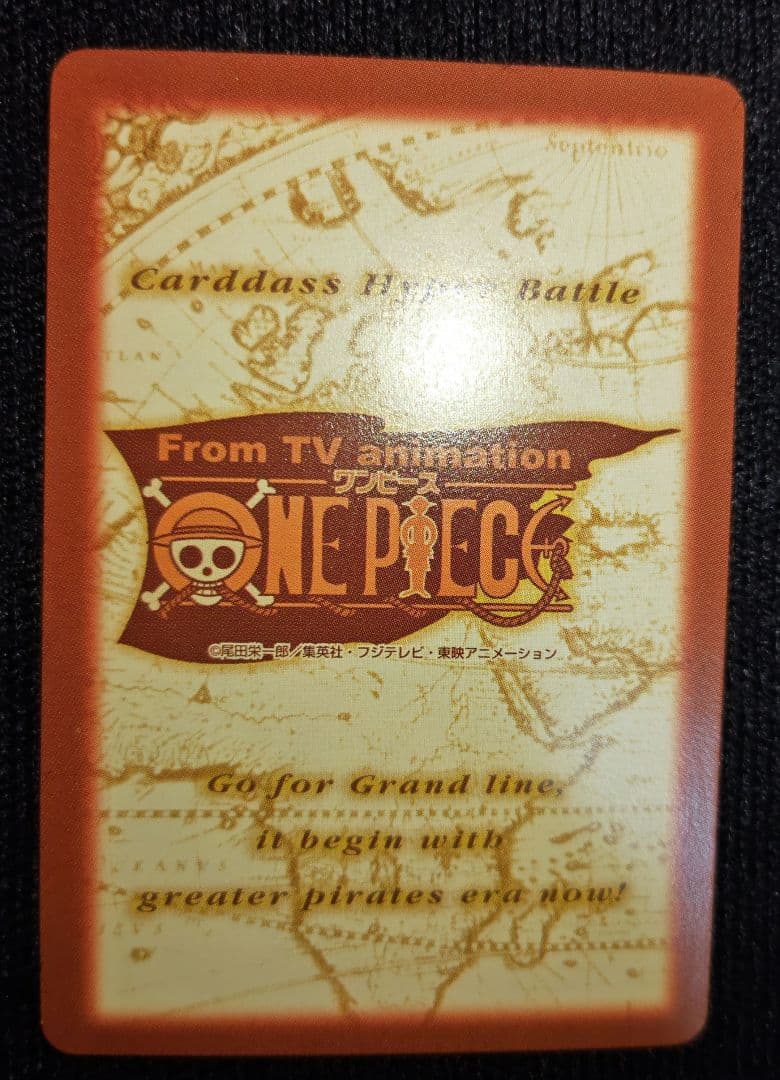 Septentrio
Carddass Hyper Battle
ATLAN
From TV animation
ワンピース
ONE PIECE
©尾田栄一郎／集英社・フジテレビ・東映アニメーション
Go for Grand line,
it begin with
greater pirates era now!